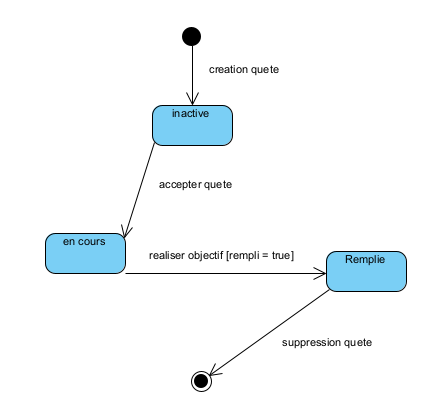 creation quete
inactive
accepter quete
en cours
realiser objectif [rempli = true]
Remplie
suppression quete